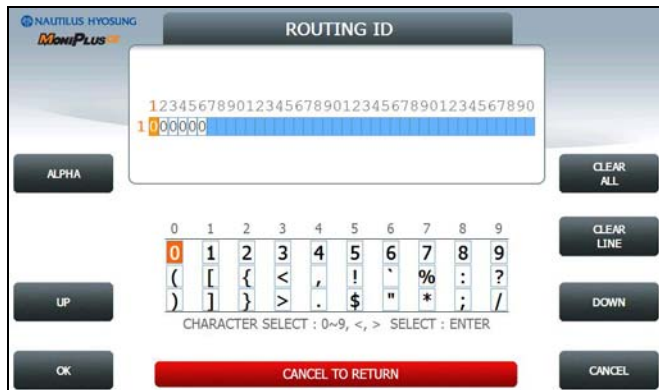 NAUTILUS HYOSUNG
MoniPlus
ROUTING ID
1234567890123456789012345678901234567890
1 000000
ALPHA
CLEAR ALL
CLEAR LINE
0 1 2 3 4 5 6 7 8 9
0 1 2 3 4 5 6 7 8 9
( [ { < , ! ` % : ?
) ] } > . $ " * ; /
CHARACTER SELECT : 0~9, <, > SELECT : ENTER
UP
DOWN
OK
CANCEL TO RETURN
CANCEL